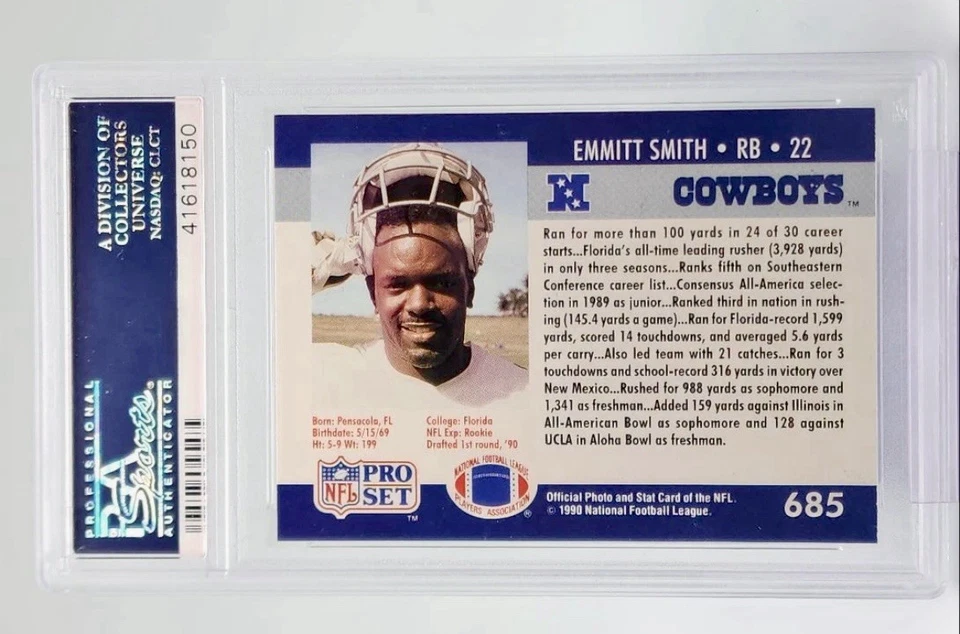 A DIVISION OF
COLLECTORS
UNIVERSE
NASDAQ: CLCT
41618150
PROFESSIONAL
PSA
Sports®
AUTHENTICATOR
EMMITT SMITH • RB • 22
N
COWBOYS™
Ran for more than 100 yards in 24 of 30 career
starts...Florida's all-time leading rusher (3,928 yards)
in only three seasons...Ranks fifth on Southeastern
Conference career list...Consensus All-America selec-
tion in 1989 as junior...Ranked third in nation in rush-
ing (145.4 yards a game)...Ran for Florida-record 1,599
yards, scored 14 touchdowns, and averaged 5.6 yards
per carry...Also led team with 21 catches...Ran for 3
touchdowns and school-record 316 yards in victory over
New Mexico...Rushed for 988 yards as sophomore and
1,341 as freshman...Added 159 yards against Illinois in
All-American Bowl as sophomore and 128 against
UCLA in Aloha Bowl as freshman.
Born: Pensacola, FL
Birthdate: 5/15/69
Ht: 5-9 Wt: 199
College: Florida
NFL Exp: Rookie
Drafted 1st round, '90
NFL
PRO
SET™
NATIONAL FOOTBALL LEAGUE
PLAYERS ASSOCIATION®
Official Photo and Stat Card of the NFL.
© 1990 National Football League.
685